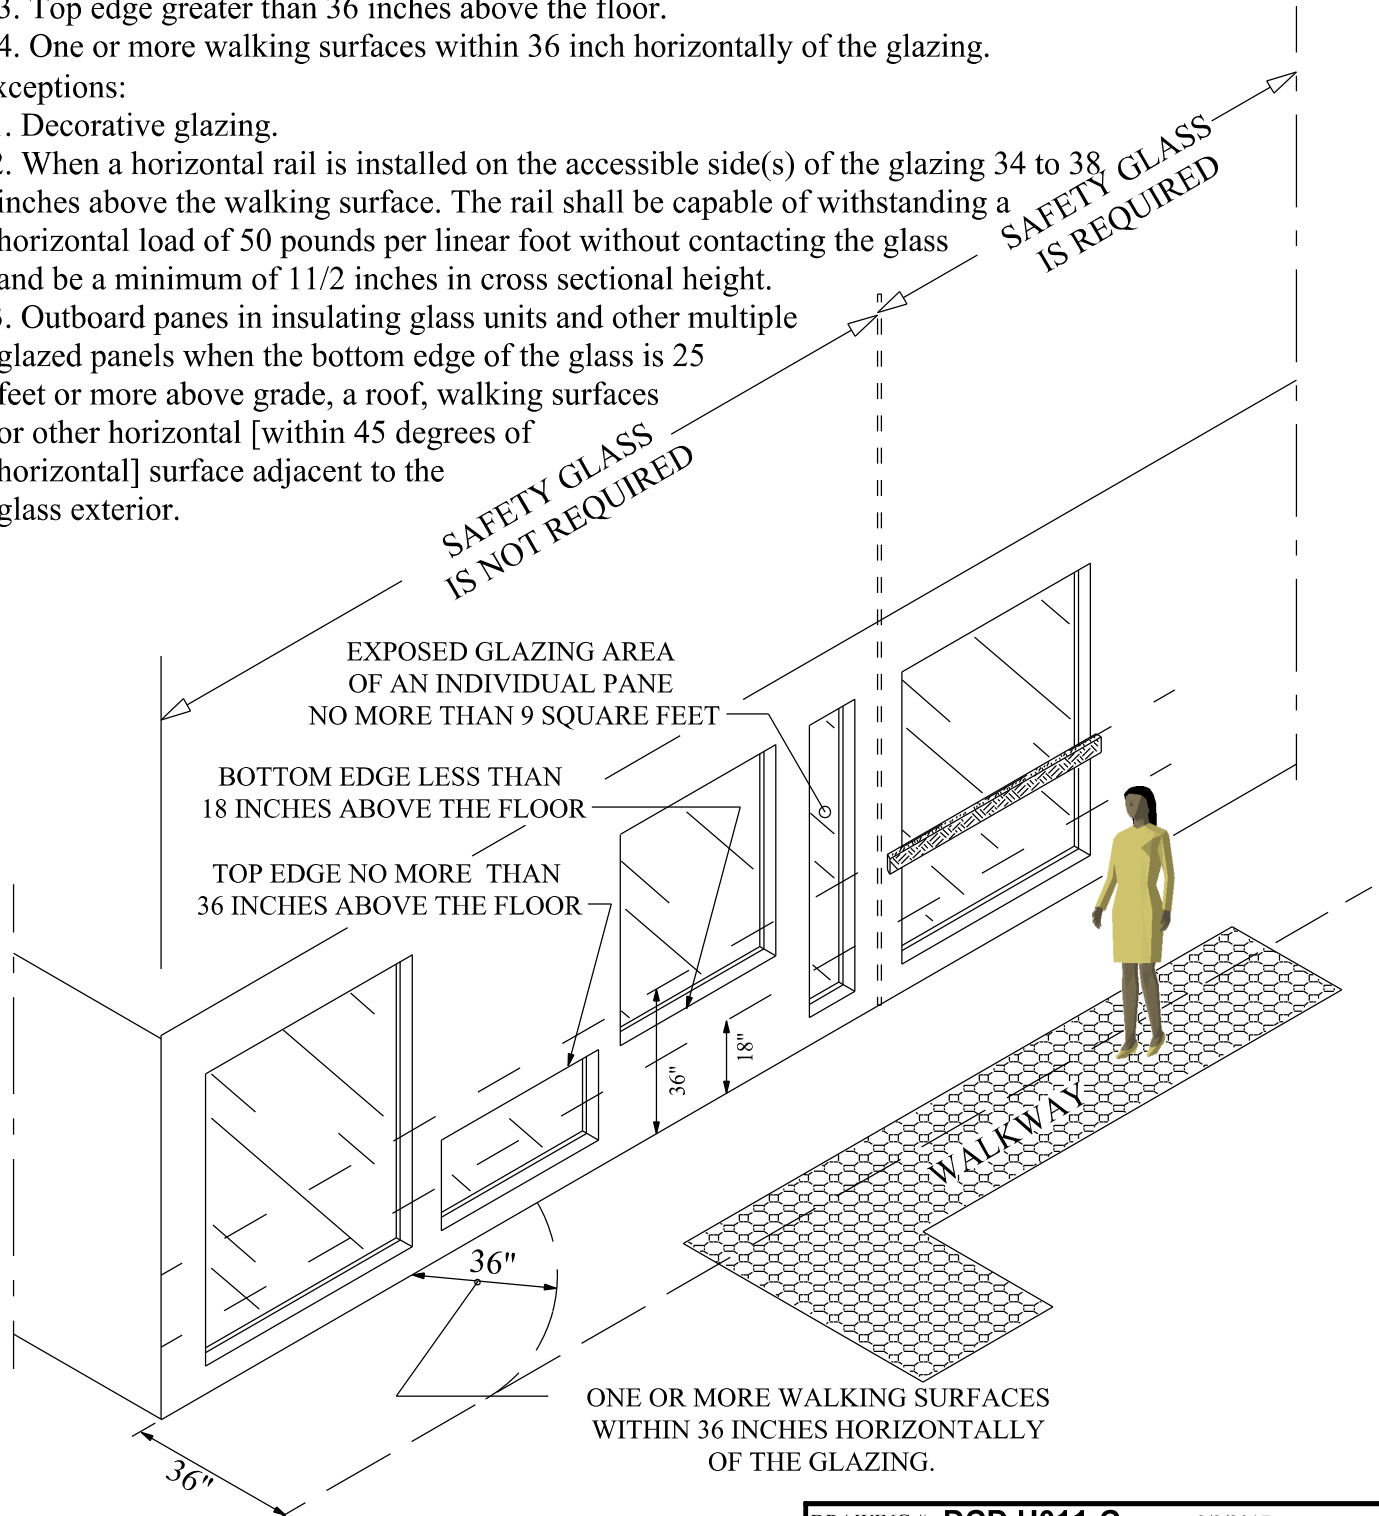 3. Top edge greater than 36 inches above the floor.
4. One or more walking surfaces within 36 inch horizontally of the glazing.
xceptions:
. Decorative glazing.
2. When a horizontal rail is installed on the accessible side(s) of the glazing 34 to 38
inches above the walking surface. The rail shall be capable of withstanding a
horizontal load of 50 pounds per linear foot without contacting the glass
and be a minimum of 11/2 inches in cross sectional height.
3. Outboard panes in insulating glass units and other multiple
glazed panels when the bottom edge of the glass is 25
feet or more above grade, a roof, walking surfaces
or other horizontal [within 45 degrees of
horizontal] surface adjacent to the
glass exterior.
SAFETY GLASS
IS REQUIRED
SAFETY GLASS
IS NOT REQUIRED
EXPOSED GLAZING AREA
OF AN INDIVIDUAL PANE
NO MORE THAN 9 SQUARE FEET
BOTTOM EDGE LESS THAN
18 INCHES ABOVE THE FLOOR
TOP EDGE NO MORE THAN
36 INCHES ABOVE THE FLOOR
36"
18"
WALKWAY
36"
ONE OR MORE WALKING SURFACES
WITHIN 36 INCHES HORIZONTALLY
OF THE GLAZING.
36"